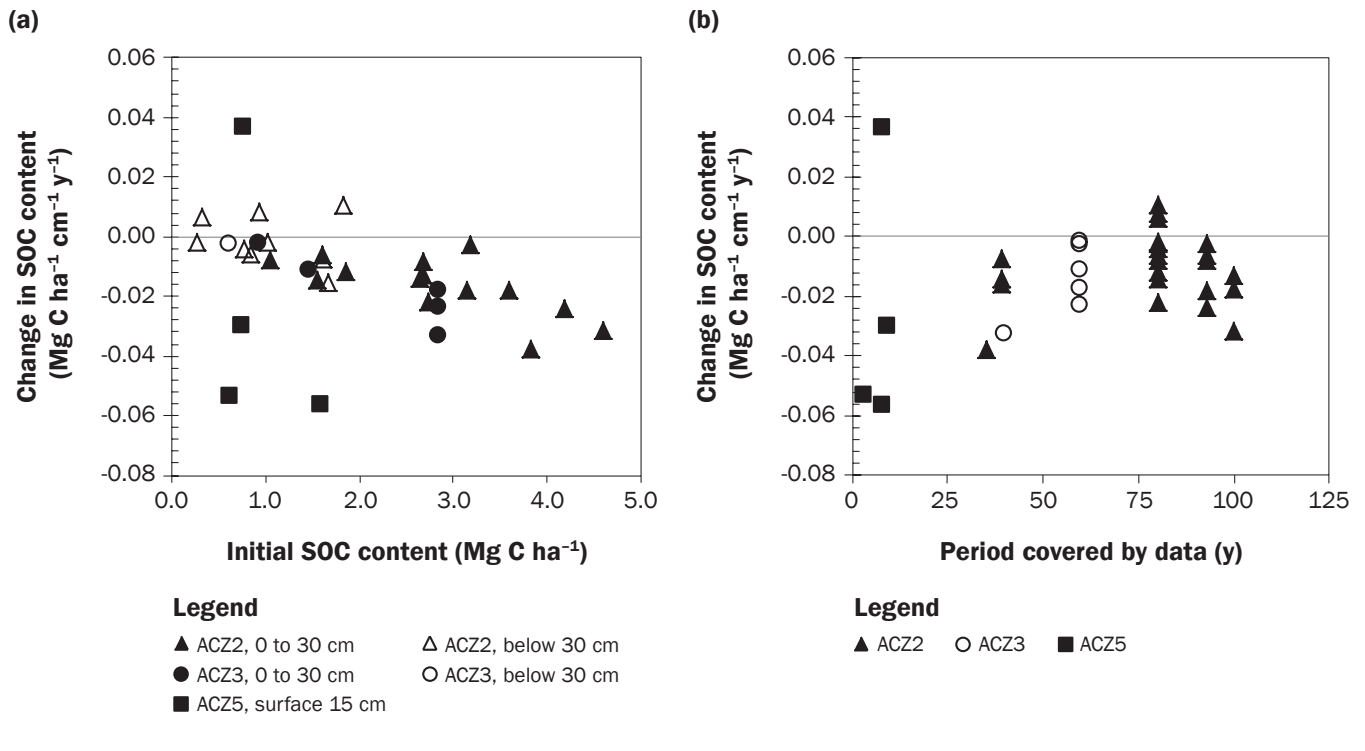 (a)
Change in SOC content
(Mg C ha–1 cm–1 y–1)
0.06
0.04
0.02
0.00
-0.02
-0.04
-0.06
-0.08
0.0 1.0 2.0 3.0 4.0 5.0
Initial SOC content (Mg C ha–1)
Legend
ACZ2, 0 to 30 cm
ACZ2, below 30 cm
ACZ3, 0 to 30 cm
ACZ3, below 30 cm
ACZ5, surface 15 cm
(b)
Change in SOC content
(Mg C ha–1 cm–1 y–1)
0.06
0.04
0.02
0.00
-0.02
-0.04
-0.06
-0.08
0 25 50 75 100 125
Period covered by data (y)
Legend
ACZ2 ACZ3 ACZ5